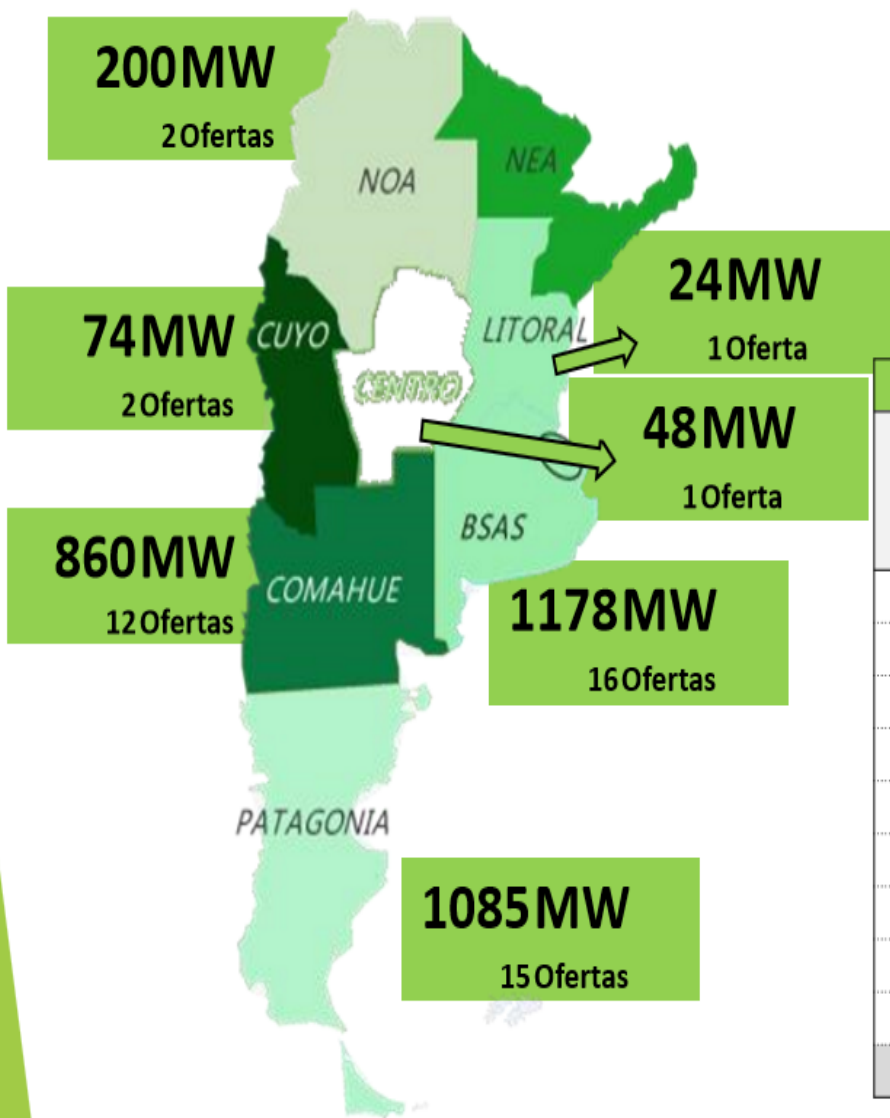 200MW
2 Ofertas
NOA
NEA
24MW
1 Oferta
74MW
2 Ofertas
CUYO
LITORAL
CENTRO
48MW
1 Oferta
860MW
12 Ofertas
COMAHUE
BSAS
1178MW
16 Ofertas
PATAGONIA
1085MW
15 Ofertas